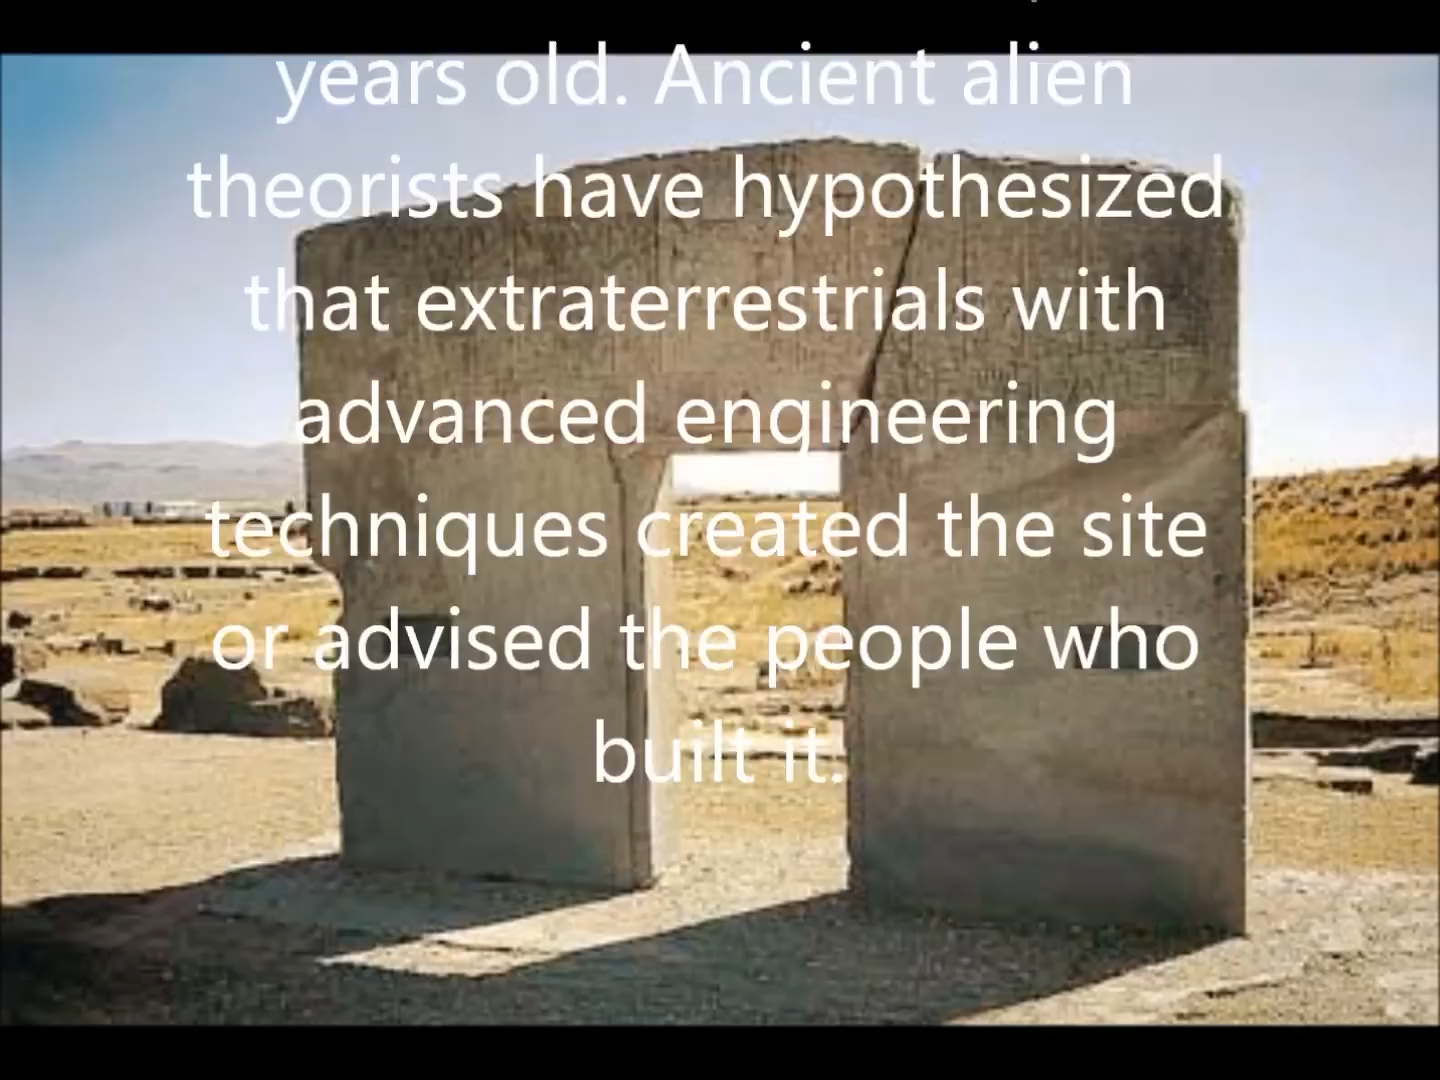 years old. Ancient alien
theorists have hypothesized
that extraterrestrials with
advanced engineering
techniques created the site
or advised the people who
built it.